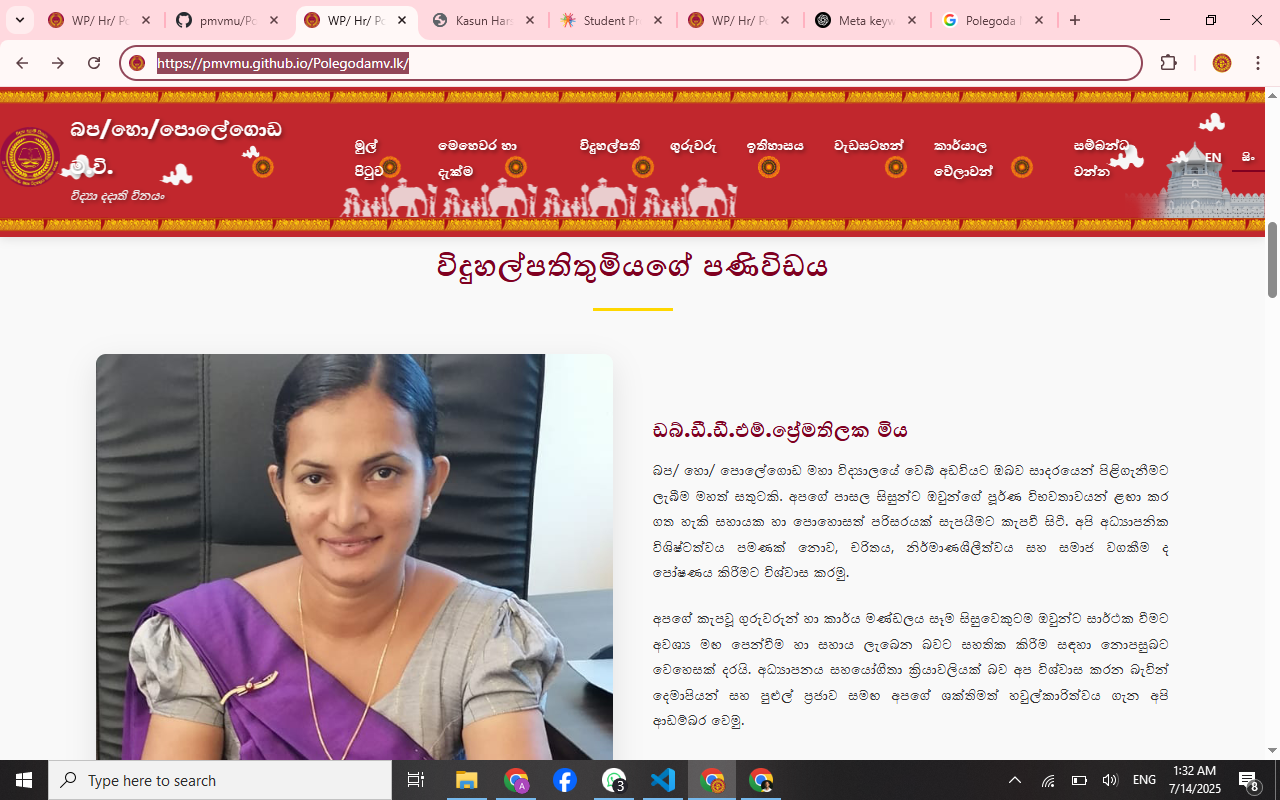 WP/ Hr/ Po
pmvmu/Po
WP/ Hr/ Po
Kasun Hars
Student Pr
WP/ Hr/ P
Meta keyw
Polegoda
https://pmvmu.github.io/Polegodamv.lk/
බප/හො/පොල්ගොඩ
ම.වි.
විද්‍යා දදාති විනයං
මුල් පිටුව
මෙහෙවර හා දැක්ම
විදුහල්පති
ගුරුවරු
ඉතිහාසය
වැඩසටහන්
කාර්යාල වේලාවන්
සම්බන්ධ වන්න
EN
සිං
විදුහල්පතිතුමියගේ පණිවිඩය
ඩබ්.ඩී.ඩී.එම්.ප්‍රේමතිලක මිය
බප/ හො/ පොල්ගොඩ මහා විද්‍යාලයේ වෙබ් අඩවියට ඔබව සාදරයෙන් පිළිගැනීමට
ලැබීම මහත් සතුටකි. අපගේ පාසල සිසුන්ට ඔවුන්ගේ පූර්ණ විභවතාවයන් ළඟා කර
ගත හැකි සහායක හා පොහොසත් පරිසරයක් සැපයීමට කැපවී සිටී. අපි අධ්‍යාපනික
විශිෂ්ටත්වය පමණක් නොව, චරිතය, නිර්මාණශීලීත්වය සහ සමාජ වගකීම ද
පෝෂණය කිරීමට විශ්වාස කරමු.
අපගේ කැපවූ ගුරුවරුන් හා කාර්ය මණ්ඩලය සෑම සිසුවෙකුටම ඔවුන්ට සාර්ථක වීමට
අවශ්‍ය මඟ පෙන්වීම හා සහාය ලැබෙන බවට සහතික කිරීම සඳහා නොපසුබට
වෙහෙසක් දරයි. අධ්‍යාපනය සහයෝගීතා ක්‍රියාවලියක් බව අප විශ්වාස කරන බැවින්
දෙමාපියන් සහ පුළුල් ප්‍රජාව සමඟ අපගේ ශක්තිමත් හවුල්කාරිත්වය ගැන අපි
ආඩම්බර වෙමු.
Type here to search
3
ENG
1:32 AM
7/14/2025
8